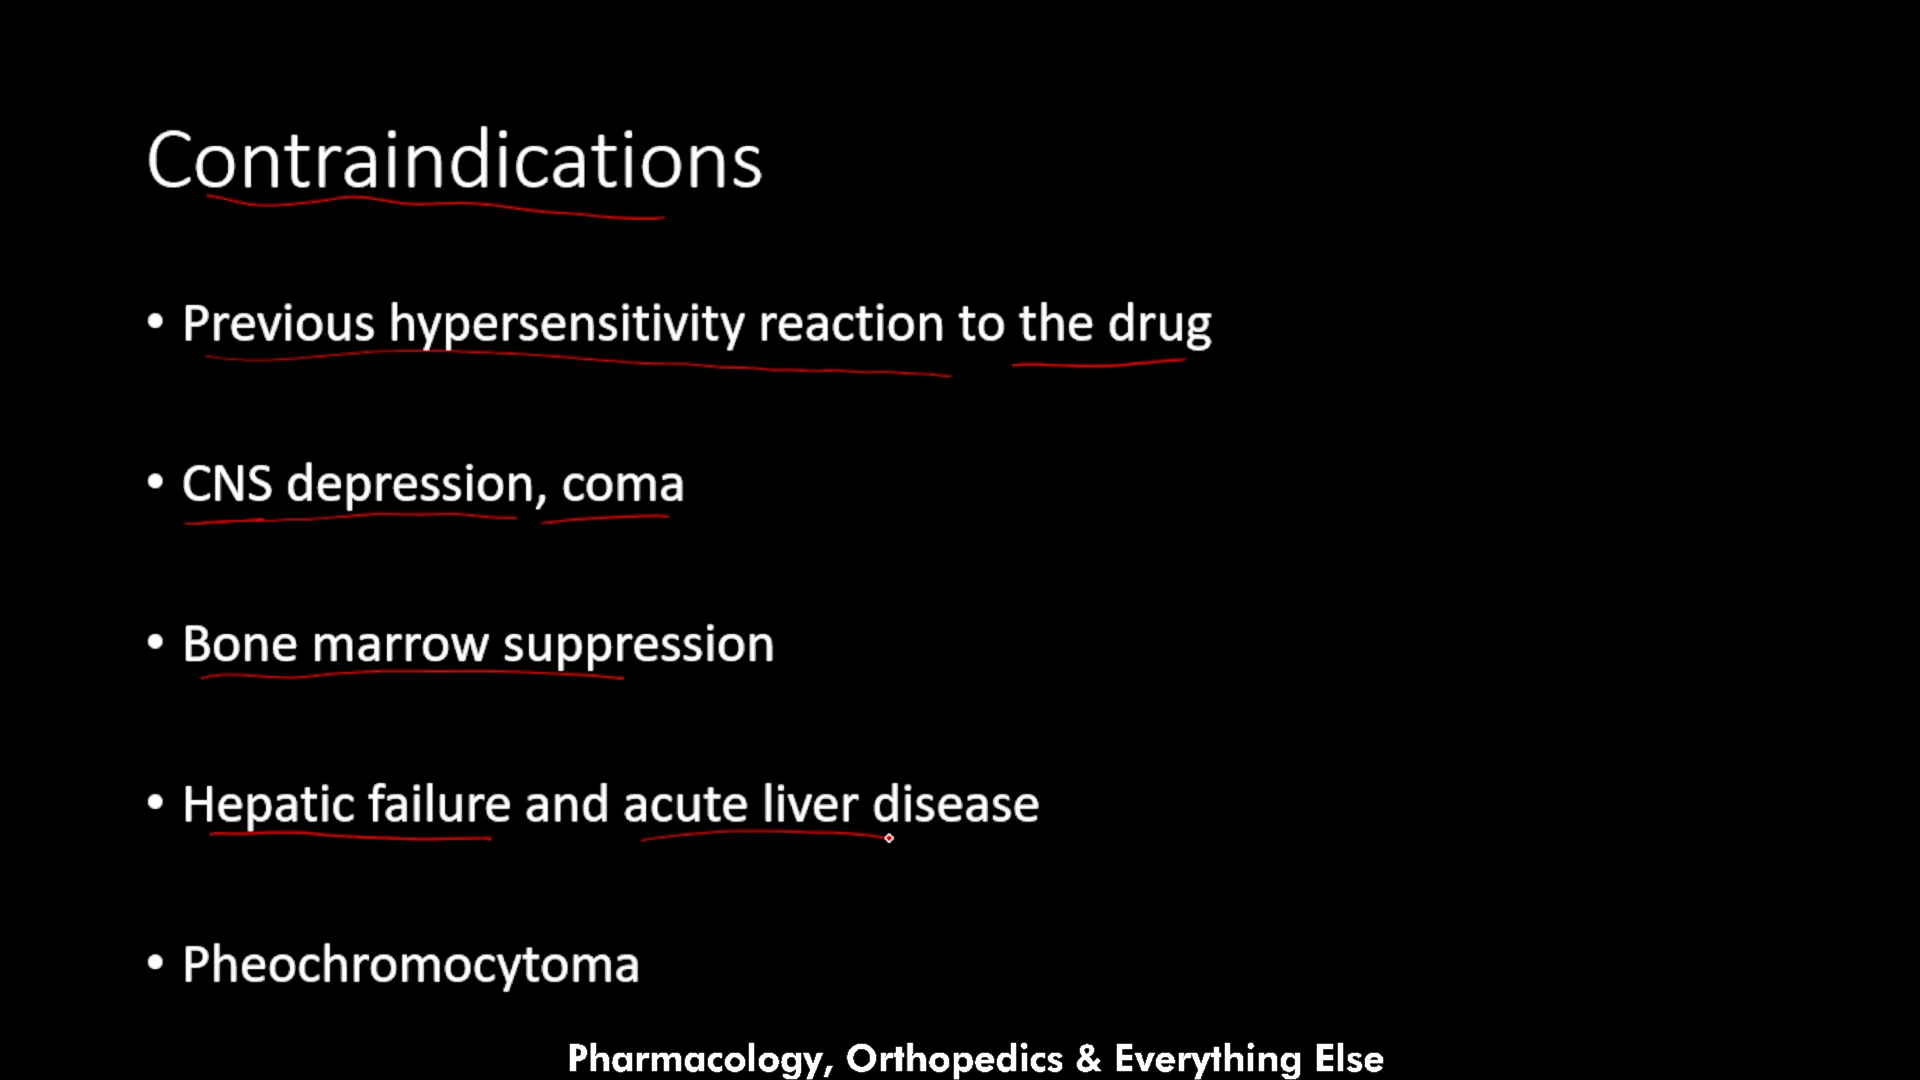 Contraindications
• Previous hypersensitivity reaction to the drug
• CNS depression, coma
• Bone marrow suppression
• Hepatic failure and acute liver disease
• Pheochromocytoma
Pharmacology, Orthopedics & Everything Else